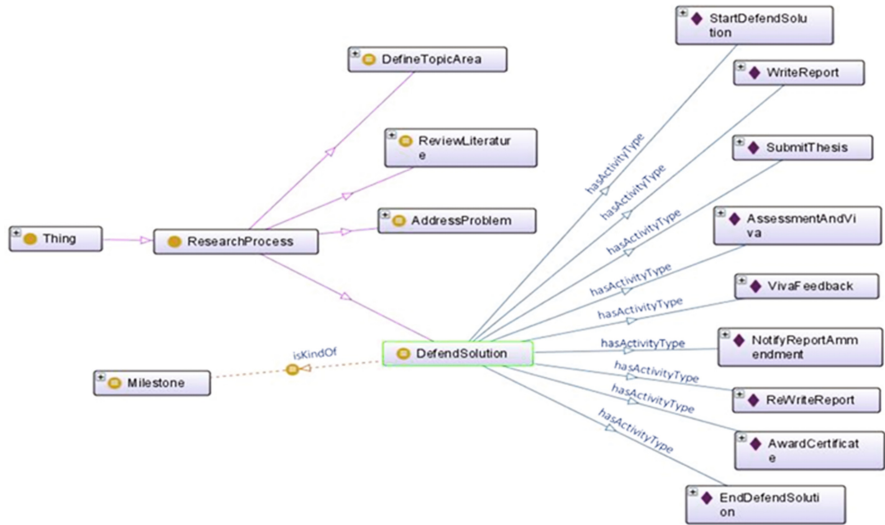 StartDefendSolu
tion
DefineTopicArea
WriteReport
ReviewLiteratur
e
SubmitThesis
hasActivityType
hasActivityType
AddressProblem
AssessmentAndVi
va
hasActivityType
Thing
ResearchProcess
hasActivityType
VivaFeedback
hasActivityType
NotifyReportAmm
endment
hasActivityType
DefendSolution
isKindOf
hasActivityType
Milestone
ReWriteReport
hasActivityType
hasActivityType
AwardCertificat
e
EndDefendSoluti
on